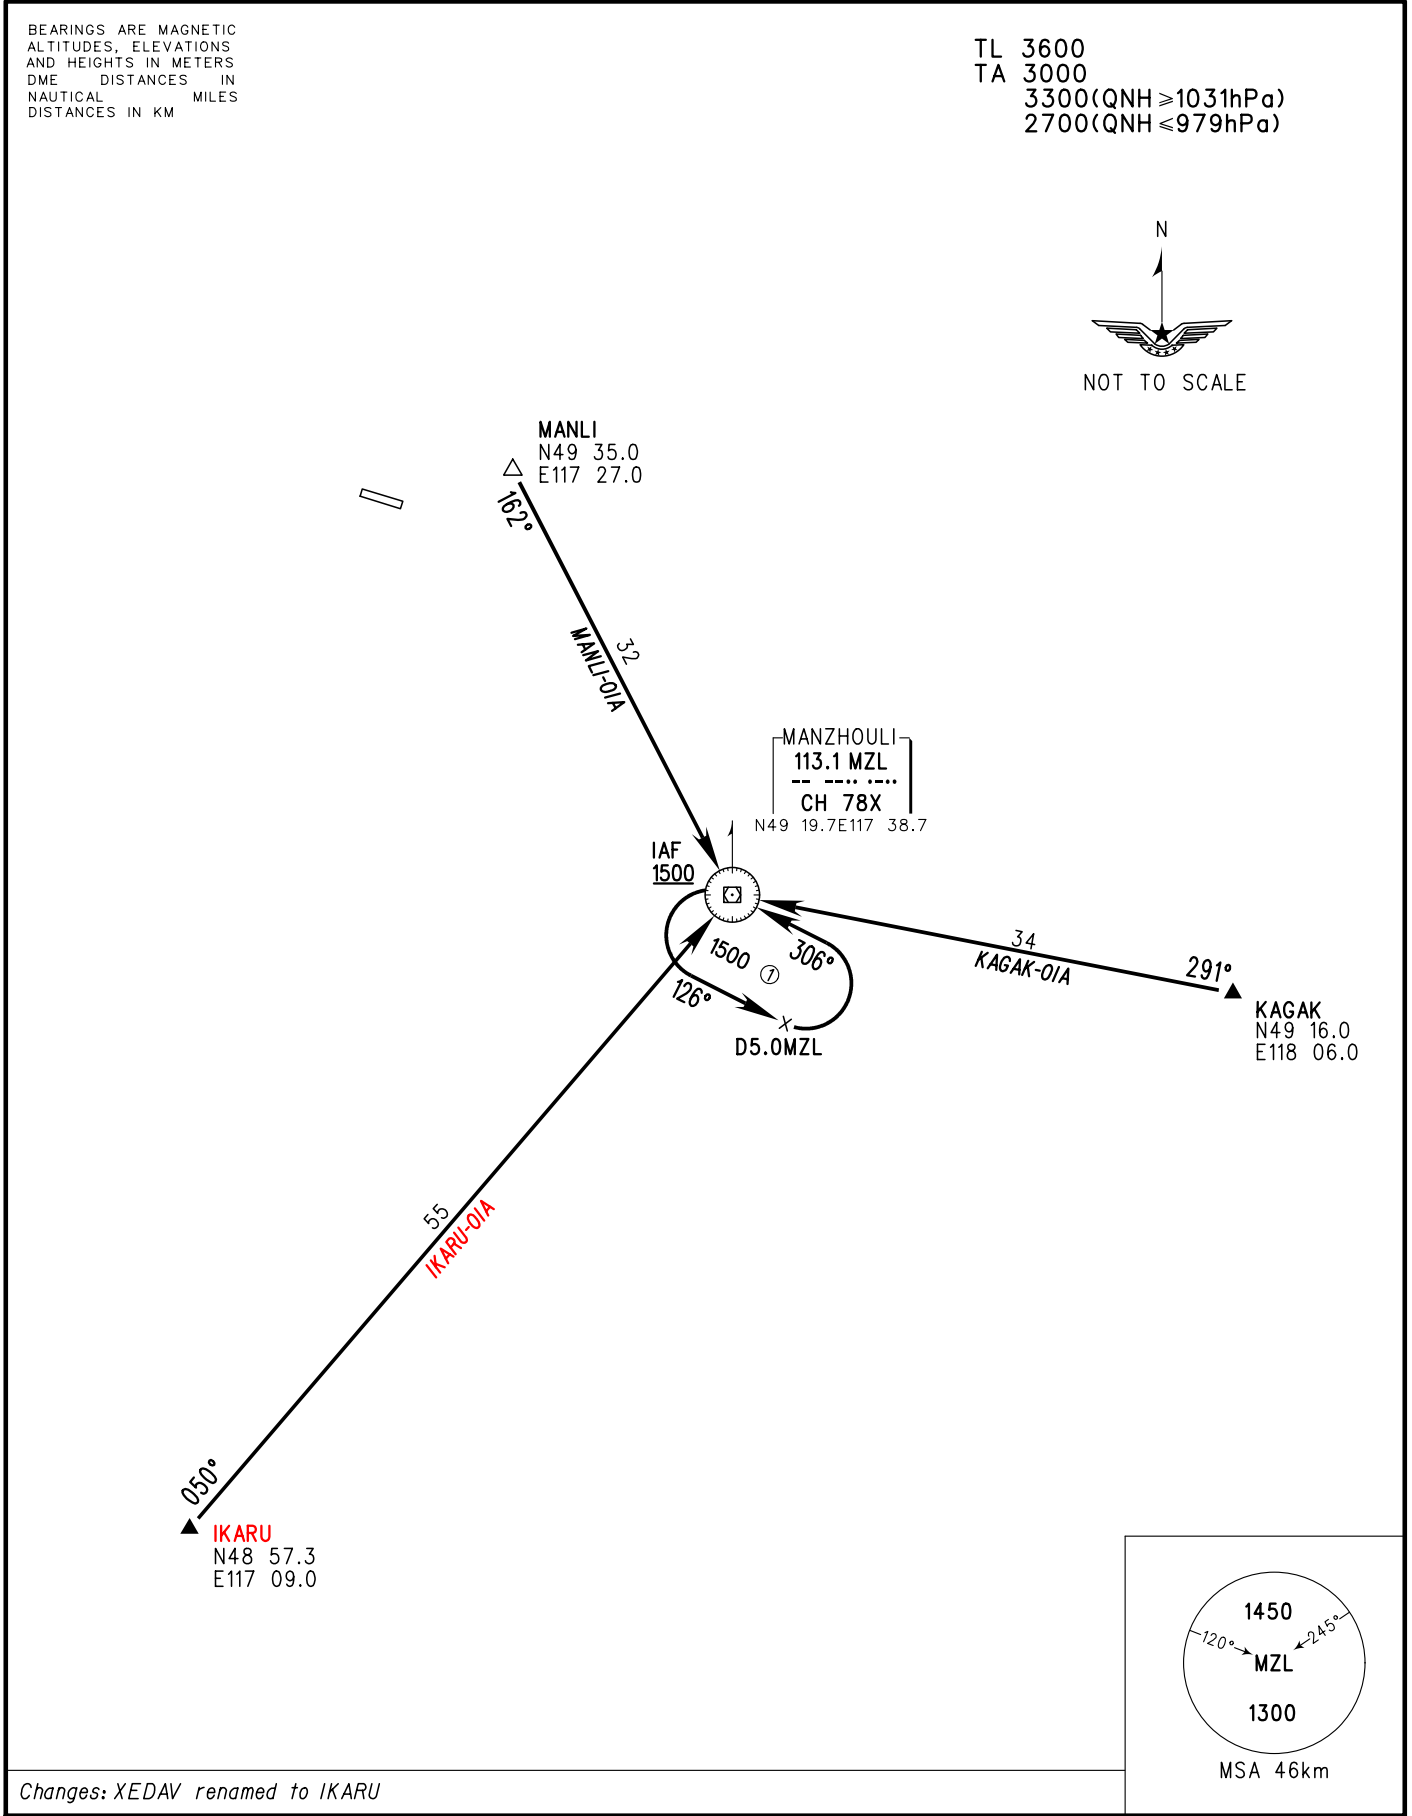 BEARINGS ARE MAGNETIC
ALTITUDES, ELEVATIONS
AND HEIGHTS IN METERS
DME DISTANCES IN
NAUTICAL MILES
DISTANCES IN KM
TL 3600
TA 3000
3300(QNH⩾1031hPa)
2700(QNH⩽979hPa)
N
NOT TO SCALE
MANLI
N49 35.0
E117 27.0
162°
32
MANLI-01A
MANZHOULI
113.1 MZL
CH 78X
N49 19.7E117 38.7
IAF
1500
1500 ①
306°
126°
D5.0MZL
34
KAGAK-01A
291°
KAGAK
N49 16.0
E118 06.0
55
IKARU-01A
050°
IKARU
N48 57.3
E117 09.0
1450
120°
245°
MZL
1300
MSA 46km
Changes: XEDAV renamed to IKARU